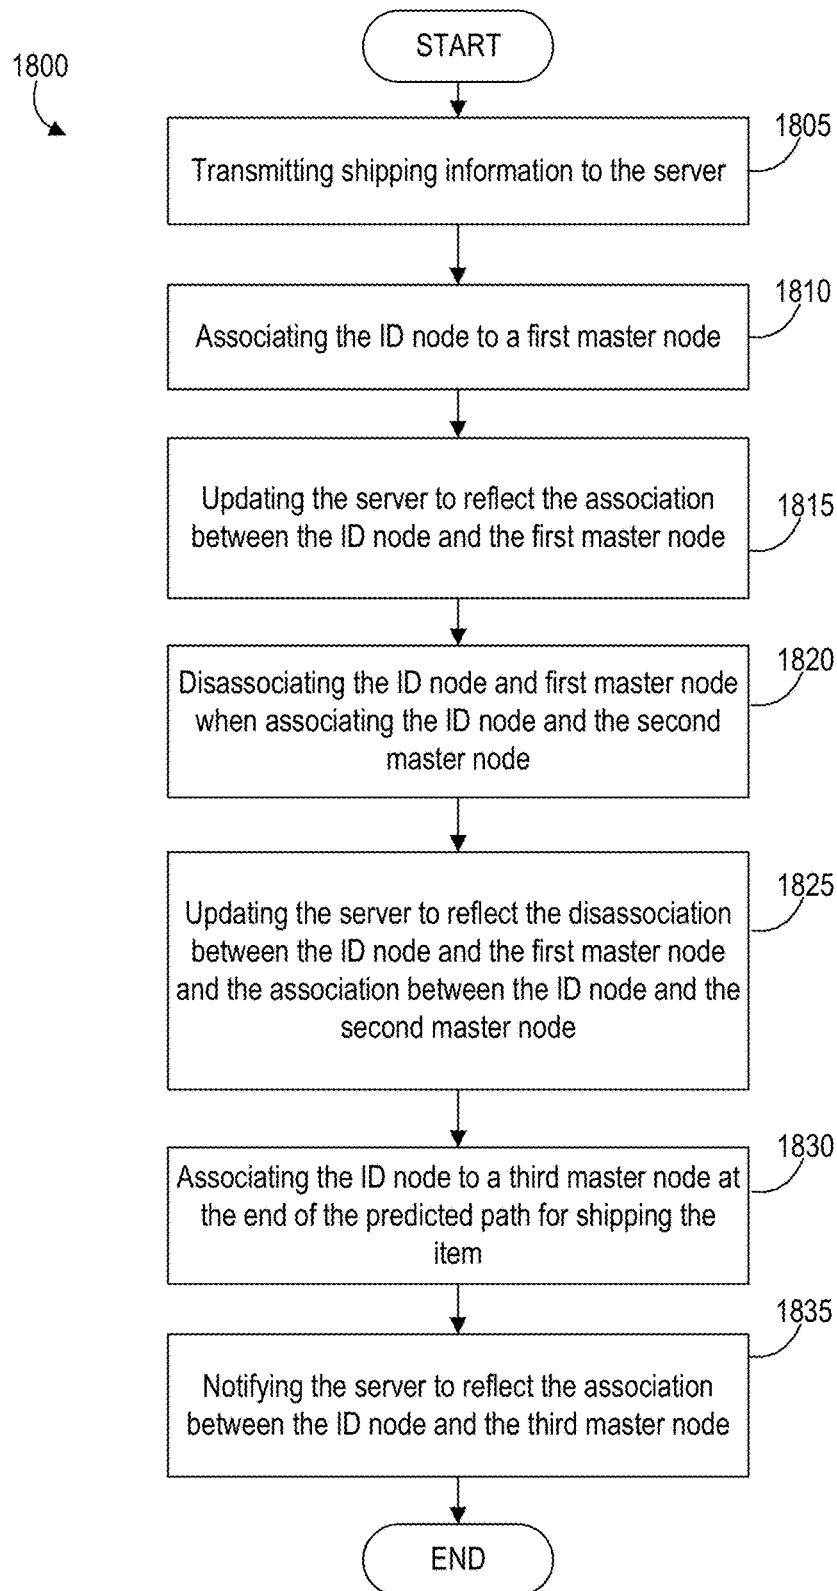 START
1800
1805
Transmitting shipping information to the server
1810
Associating the ID node to a first master node
Updating the server to reflect the association
between the ID node and the first master node
1815
1820
Disassociating the ID node and first master node
when associating the ID node and the second
master node
1825
Updating the server to reflect the disassociation
between the ID node and the first master node
and the association between the ID node and the
second master node
1830
Associating the ID node to a third master node at
the end of the predicted path for shipping the
item
1835
Notifying the server to reflect the association
between the ID node and the third master node
END